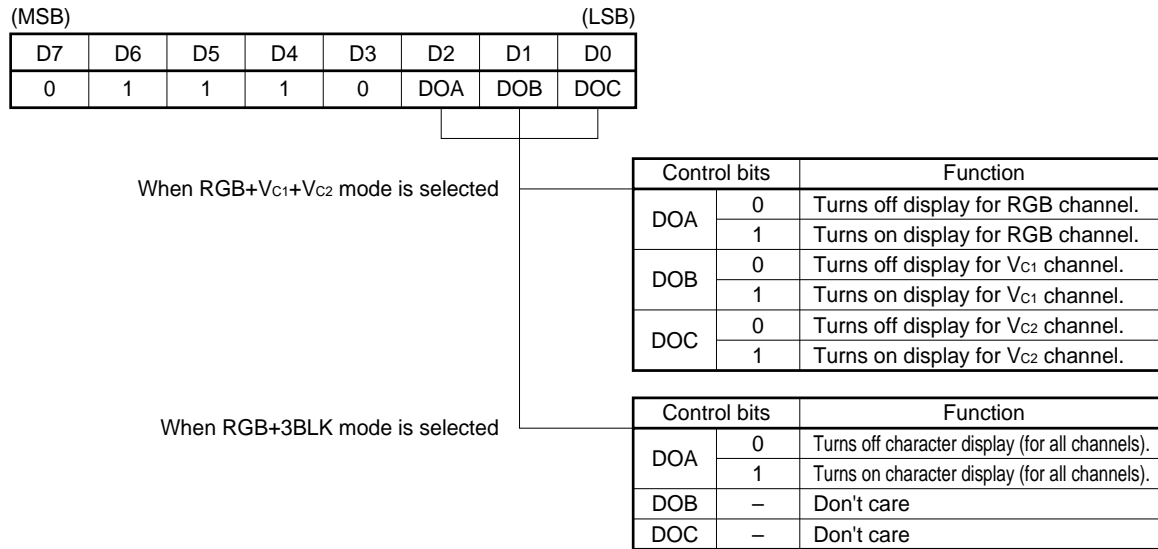 (MSB) (LSB)
D7 D6 D5 D4 D3 D2 D1 D0
0 1 1 1 0 DOA DOB DOC
When RGB+VC1+VC2 mode is selected
Control bits Function
DOA 0 Turns off display for RGB channel.
1 Turns on display for RGB channel.
DOB 0 Turns off display for VC1 channel.
1 Turns on display for VC1 channel.
DOC 0 Turns off display for VC2 channel.
1 Turns on display for VC2 channel.
When RGB+3BLK mode is selected
Control bits Function
DOA 0 Turns off character display (for all channels).
1 Turns on character display (for all channels).
DOB – Don't care
DOC – Don't care